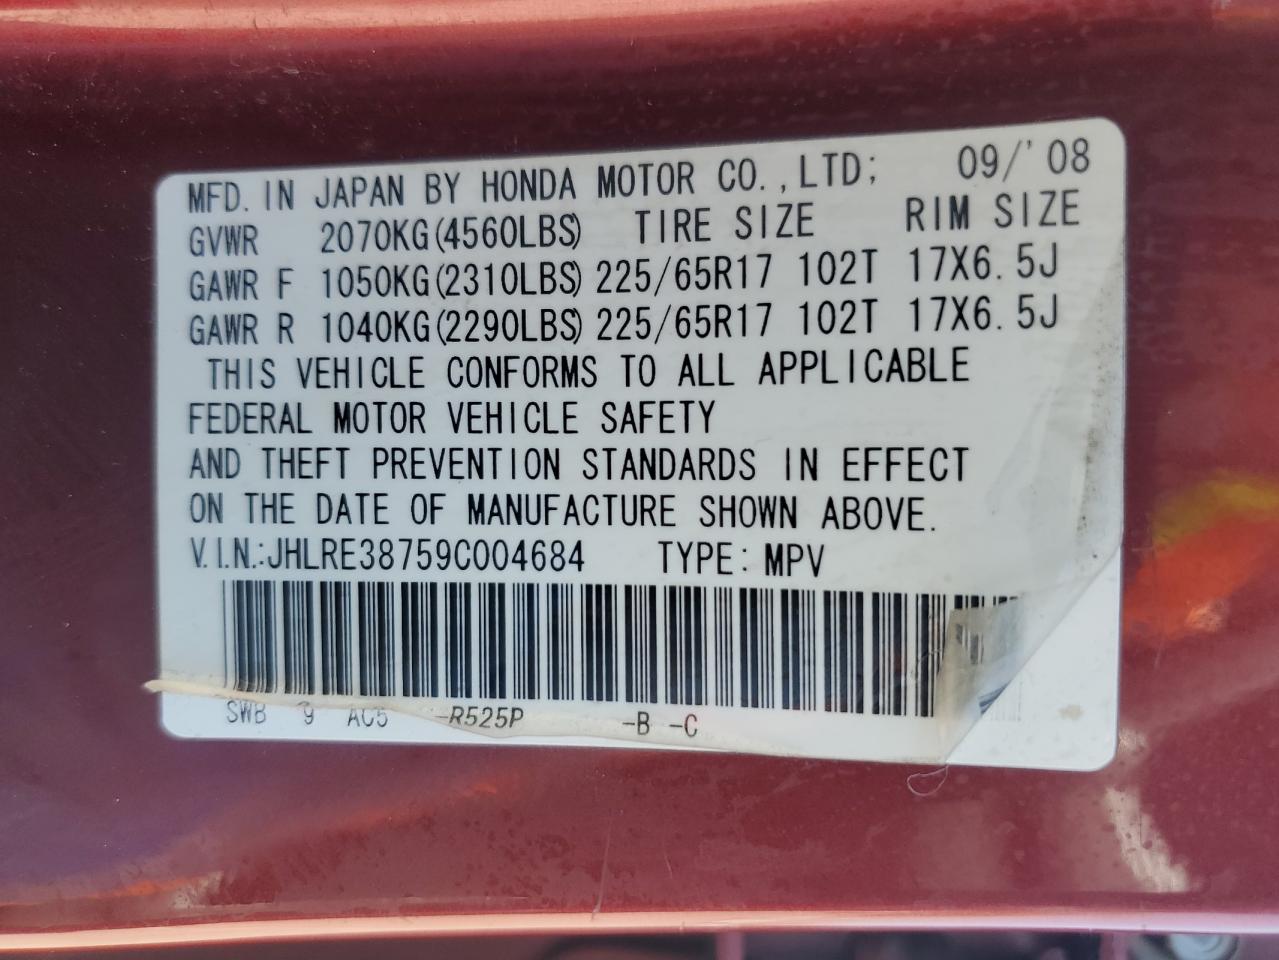 MFD. IN JAPAN BY HONDA MOTOR CO., LTD; 09/'08
GVWR 2070KG(4560LBS) TIRE SIZE RIM SIZE
GAWR F 1050KG(2310LBS) 225/65R17 102T 17X6.5J
GAWR R 1040KG(2290LBS) 225/65R17 102T 17X6.5J
THIS VEHICLE CONFORMS TO ALL APPLICABLE
FEDERAL MOTOR VEHICLE SAFETY
AND THEFT PREVENTION STANDARDS IN EFFECT
ON THE DATE OF MANUFACTURE SHOWN ABOVE.
V.I.N.:JHLRE38759C004684 TYPE: MPV
SWB 9 AC5 -R525P -B -C